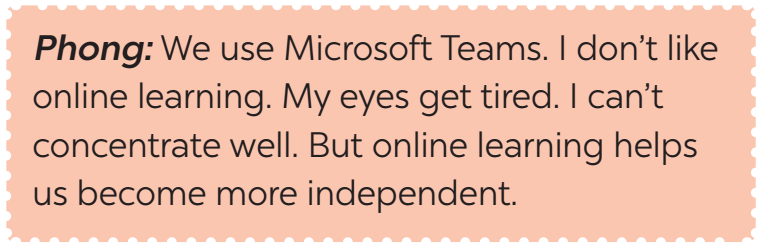 Phong: We use Microsoft Teams. I don’t like
online learning. My eyes get tired. I can’t
concentrate well. But online learning helps
us become more independent.